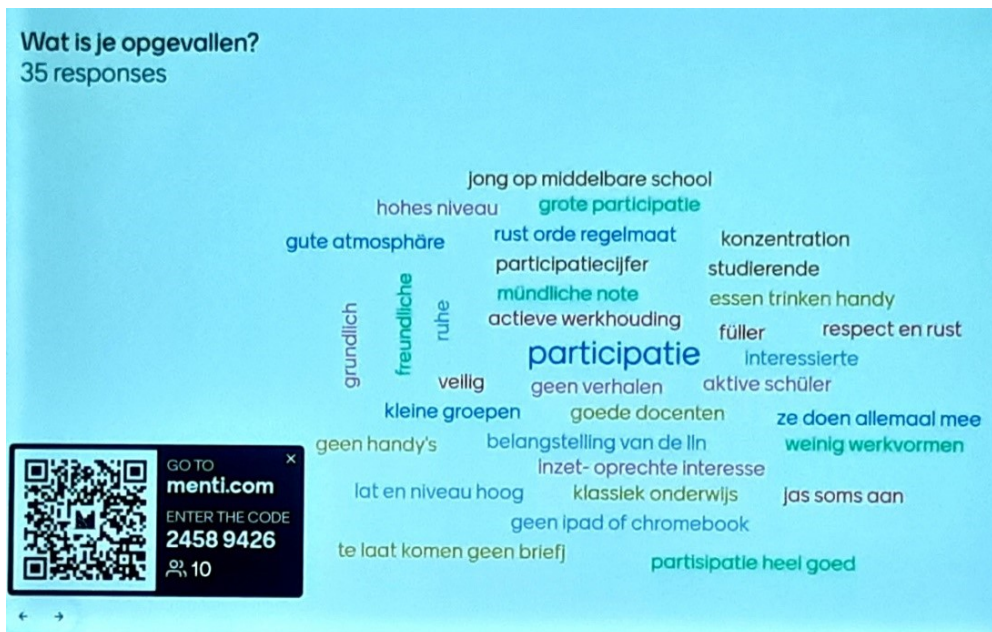 Wat is je opgevallen?
35 responses
jong op middelbare school
hohes niveau
grote participatie
gute atmosphäre
rust orde regelmaat
konzentration
participatiecijfer
studierende
grundlich
freundliche
ruhe
mündliche note
essen trinken handy
actieve werkhouding
füller
respect en rust
participatie
interessierte
veilig
geen verhalen
aktive schüler
kleine groepen
goede docenten
ze doen allemaal mee
geen handy's
belangstelling van de lln
weinig werkvormen
inzet- oprechte interesse
lat en niveau hoog
klassiek onderwijs
jas soms aan
geen ipad of chromebook
te laat komen geen briefj
partisipatie heel goed
GO TO
menti.com
ENTER THE CODE
2458 9426
10